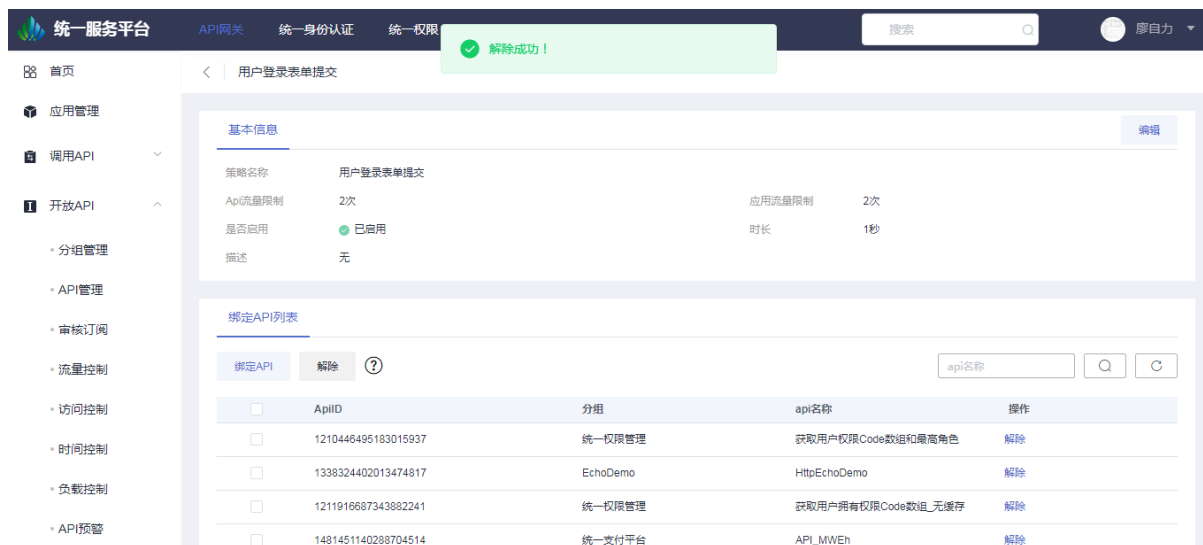 统一服务平台
API网关 统一身份认证 统一权限
解除成功！
搜索
廖自力
首页
应用管理
调用API
开放API
分组管理
API管理
审核订阅
流量控制
访问控制
时间控制
负载控制
API预警
用户登录表单提交
基本信息
编辑
策略名称 用户登录表单提交
Api流量限制 2次 应用流量限制 2次
是否启用 已启用 时长 1秒
描述 无
绑定API列表
绑定API 解除 ? api名称
ApiID 分组 api名称 操作
1210446495183015937 统一权限管理 获取用户权限Code数组和最高角色 解除
1338324402013474817 EchoDemo HttpEchoDemo 解除
1211916687343882241 统一权限管理 获取用户拥有权限Code数组_无缓存 解除
1481451140288704514 统一支付平台 API_MWEh 解除